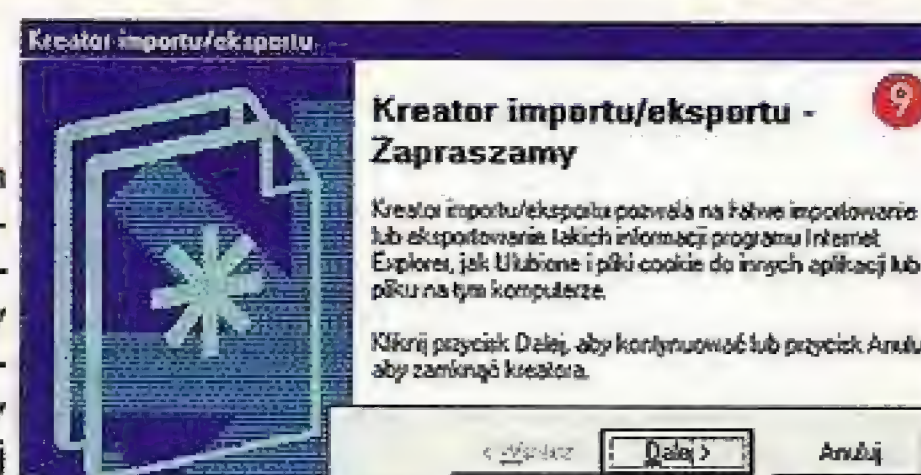 Kreator importu/eksportu
Kreator importu/eksportu -
Zapraszamy
9
Kreator importu/eksportu pozwala na łatwe importowanie
lub eksportowanie takich informacji programu Internet
Explorer, jak Ulubione i pliki cookie do innych aplikacji lub
pliku na tym komputerze.
Kliknij przycisk Dalej, aby kontynuować lub przycisk Anuluj
aby zamknąć kreatora.
< Wstecz
Dalej >
Anuluj